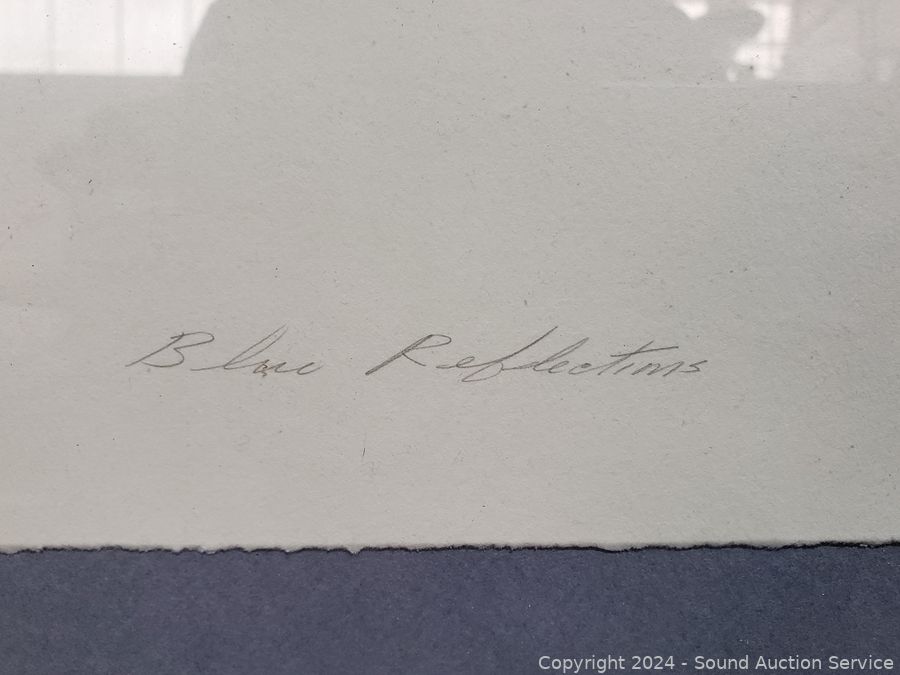 Blue Reflections
Copyright 2024 - Sound Auction Service